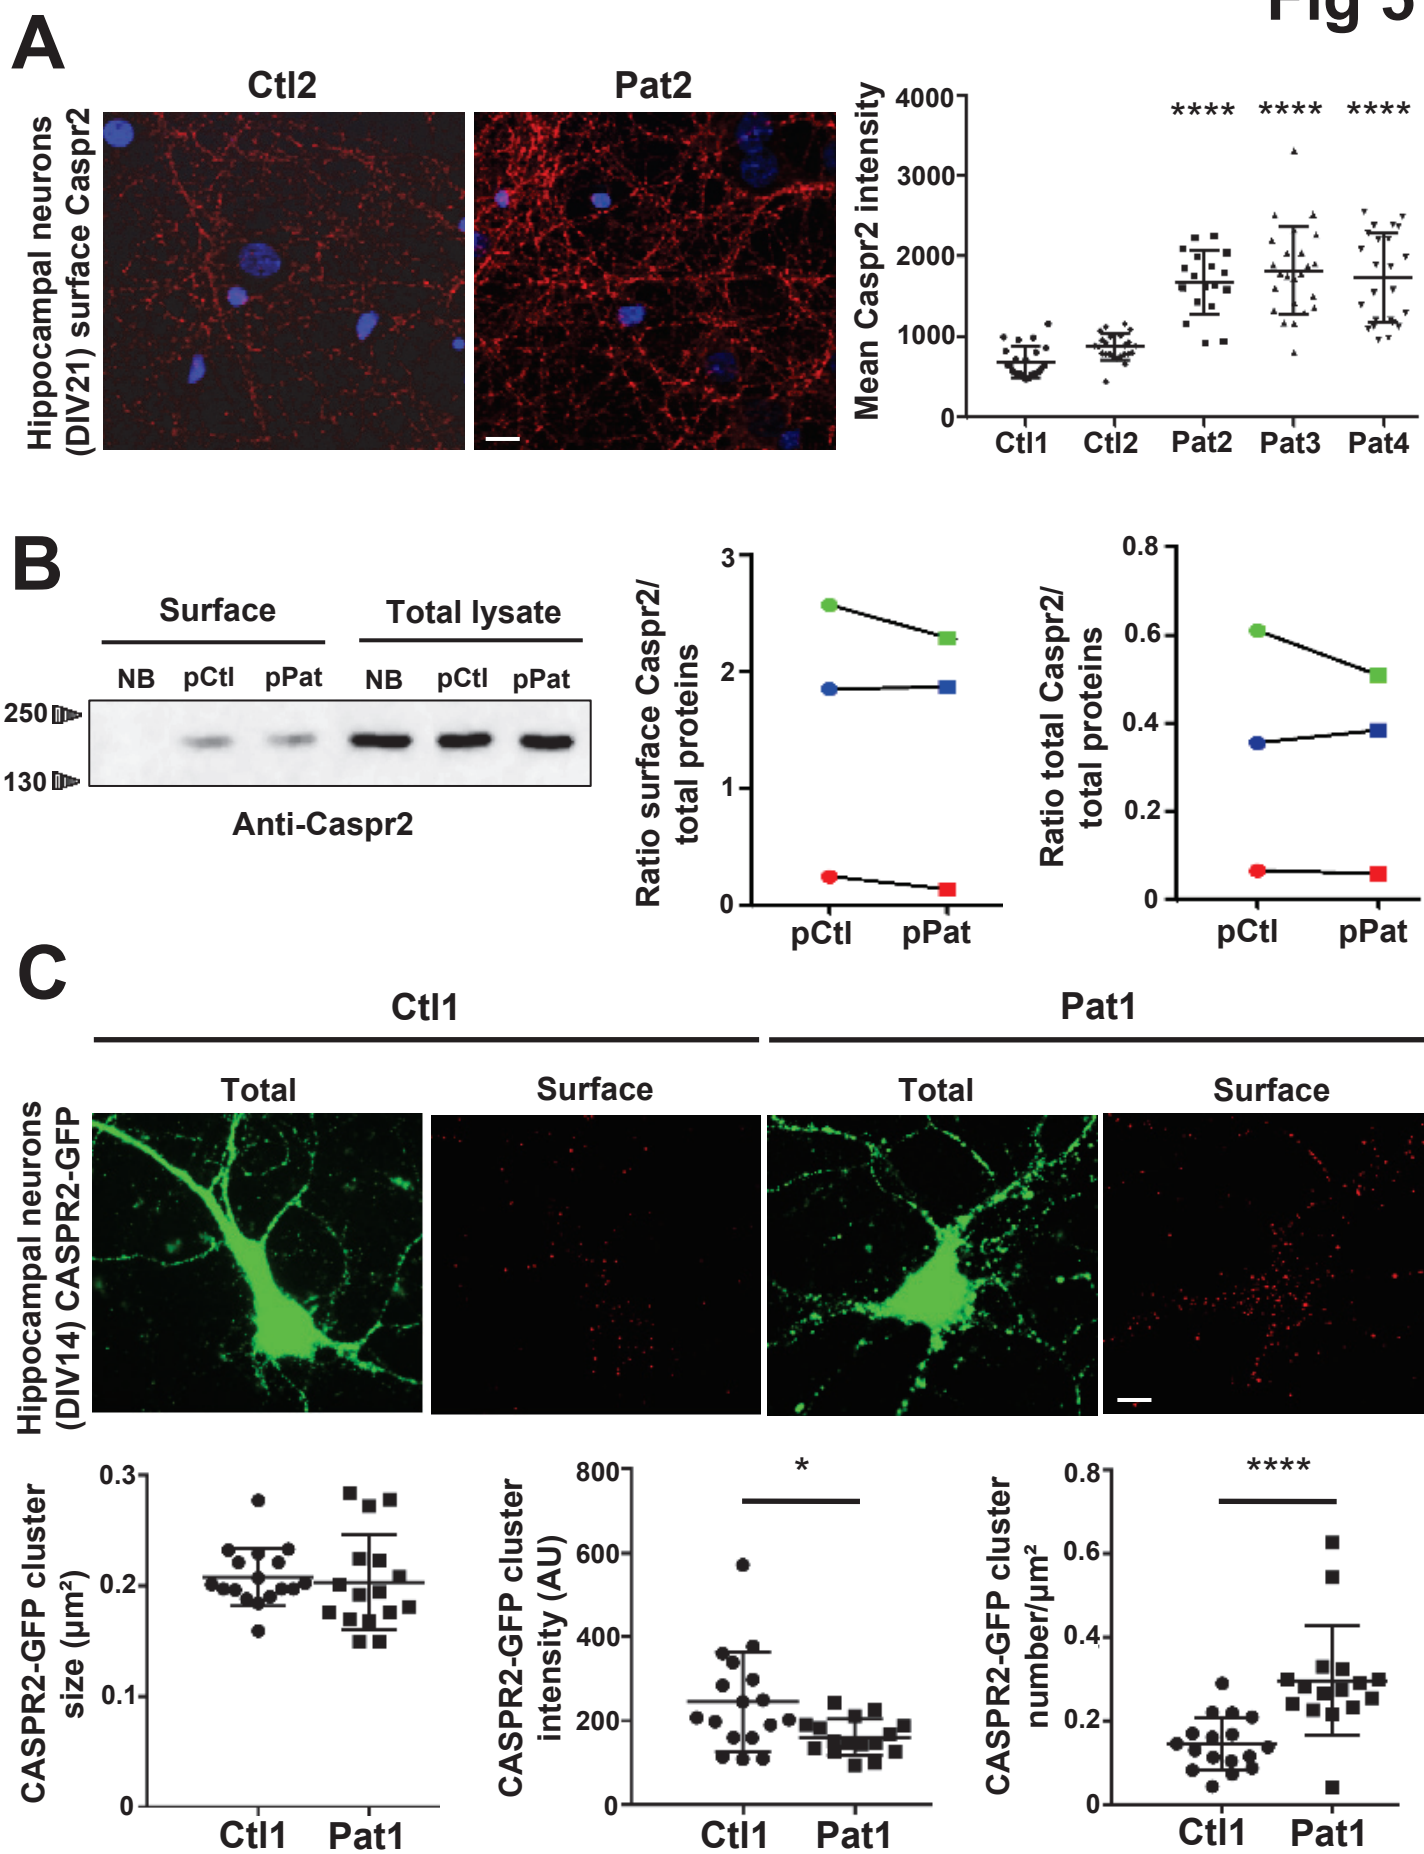 Fig 5
A
Ctl2
Pat2
Hippocampal neurons
(DIV21) surface Caspr2
Mean Caspr2 intensity
4000
3000
2000
1000
0
**** **** ****
Ctl1 Ctl2 Pat2 Pat3 Pat4
B
Surface
Total lysate
NB pCtl pPat NB pCtl pPat
250
130
Anti-Caspr2
Ratio surface Caspr2/
total proteins
3
2
1
0
pCtl pPat
Ratio total Caspr2/
total proteins
0.8
0.6
0.4
0.2
0
pCtl pPat
C
Ctl1
Pat1
Total
Surface
Total
Surface
Hippocampal neurons
(DIV14) CASPR2-GFP
CASPR2-GFP cluster
size (µm²)
0.3
0.2
0.1
0
Ctl1 Pat1
CASPR2-GFP cluster
intensity (AU)
800
600
400
200
0
*
Ctl1 Pat1
CASPR2-GFP cluster
number/µm²
0.8
0.6
0.4
0.2
0
****
Ctl1 Pat1